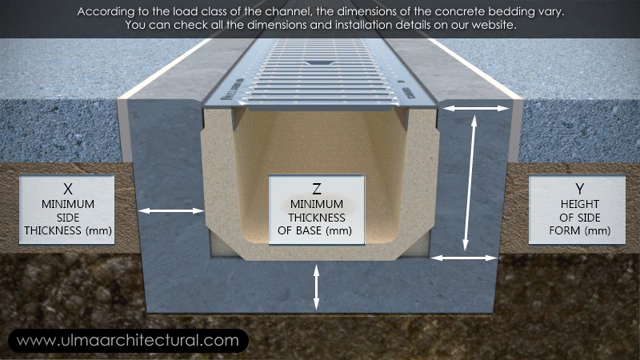 According to the load class of the channel, the dimensions of the concrete bedding vary.
You can check all the dimensions and installation details on our website.
X
MINIMUM
SIDE
THICKNESS (mm)
Z
MINIMUM
THICKNESS
OF BASE (mm)
Y
HEIGHT
OF SIDE
FORM (mm)
www.ulmaarchitectural.com